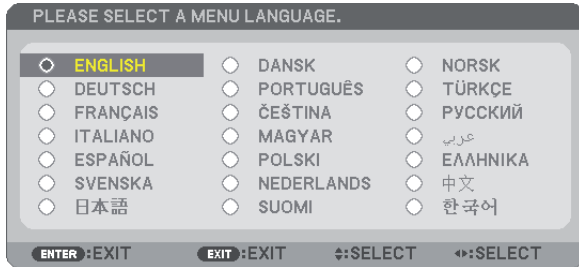 PLEASE SELECT A MENU LANGUAGE.
ENGLISH DANSK NORSK
DEUTSCH PORTUGUÊS TÜRKÇE
FRANÇAIS ČEŠTINA РУССКИЙ
ITALIANO MAGYAR عربي
ESPAÑOL POLSKI ΕΛΛΗΝΙΚΑ
SVENSKA NEDERLANDS 中文
日本語 SUOMI 한국어
ENTER :EXIT EXIT :EXIT :SELECT :SELECT